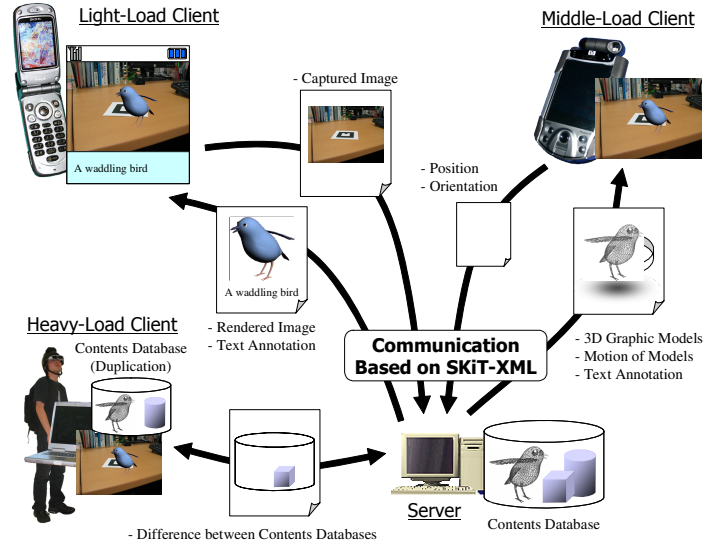 Light-Load Client
Middle-Load Client
- Captured Image
A waddling bird
- Position
- Orientation
A waddling bird
- Rendered Image
- Text Annotation
Communication
Based on SKiT-XML
- 3D Graphic Models
- Motion of Models
- Text Annotation
Heavy-Load Client
Contents Database
(Duplication)
Server
Contents Database
- Difference between Contents Databases